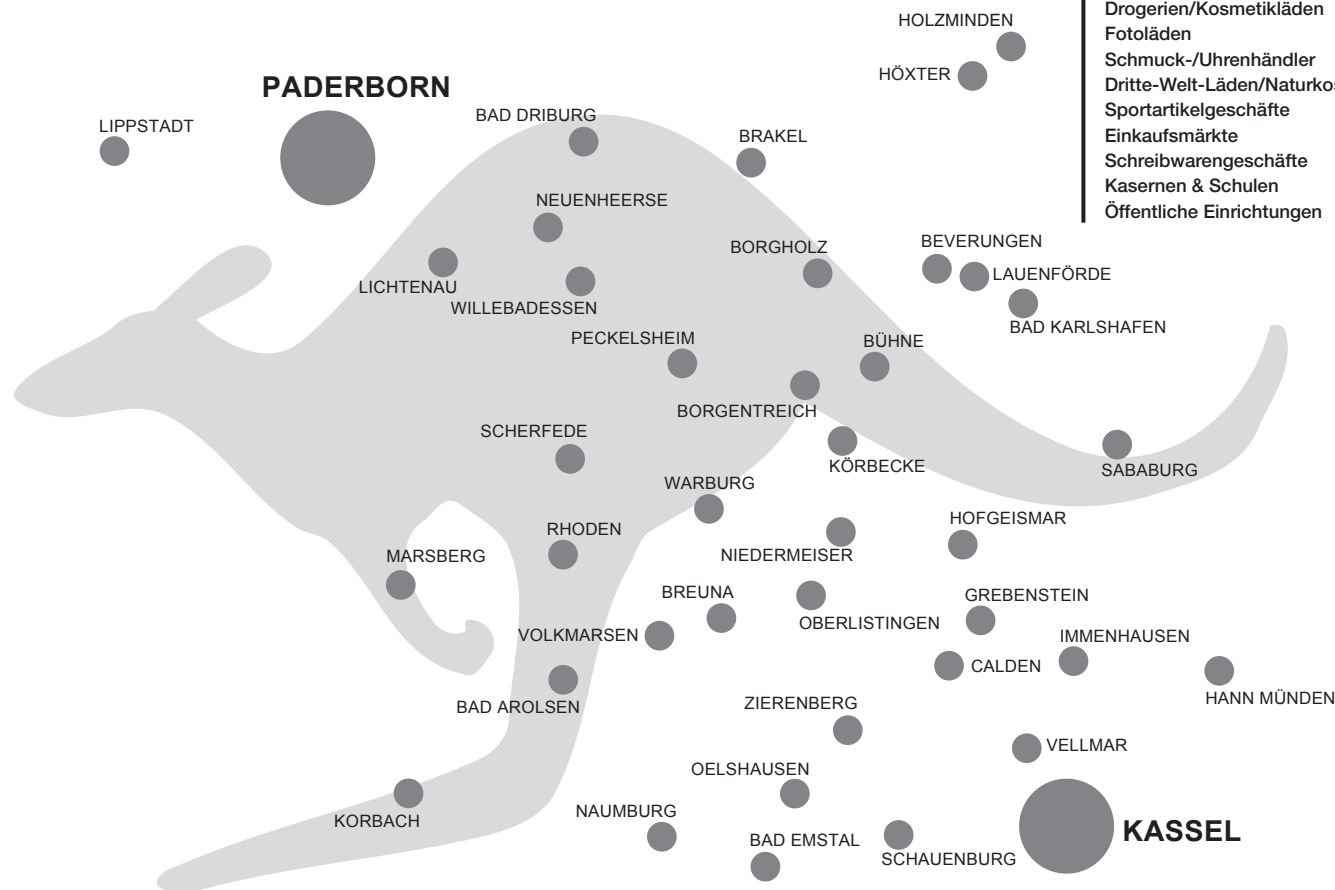 Drogerien/Kosmetikläden
Fotoläden
Schmuck-/Uhrenhändler
Dritte-Welt-Läden/Naturkos
Sportartikelgeschäfte
Einkaufsmärkte
Schreibwarengeschäfte
Kasernen & Schulen
Öffentliche Einrichtungen
HOLZMINDEN
HÖXTER
PADERBORN
LIPPSTADT
BAD DRIBURG
BRAKEL
NEUENHEERSE
BORGHOLZ
BEVERUNGEN
LAUENFÖRDE
LICHTENAU
WILLEBADESSEN
BAD KARLSHAFEN
PECKELSHEIM
BÜHNE
BORGENTREICH
SCHERFEDE
KÖRBECKE
SABABURG
WARBURG
HOFGEISMAR
RHODEN
NIEDERMEISER
MARSBERG
BREUNA
GREBENSTEIN
OBERLISTINGEN
VOLKMARSEN
IMMENHAUSEN
CALDEN
HANN MÜNDEN
BAD AROLSEN
ZIERENBERG
VELLMAR
OELSHAUSEN
NAUMBURG
KORBACH
KASSEL
BAD EMSTAL
SCHAUENBURG